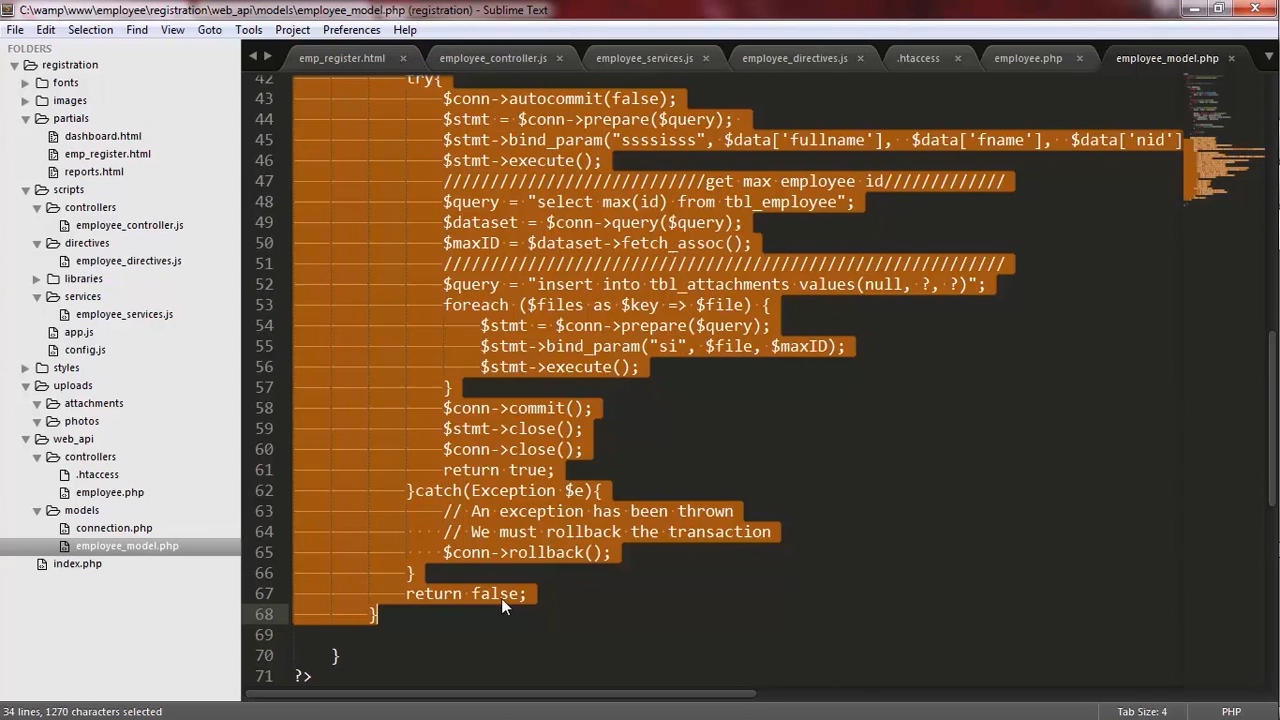 C:\wamp\www\employee\registration\web_api\models\employee_model.php (registration) - Sublime Text
File Edit Selection Find View Goto Tools Project Preferences Help
FOLDERS
registration
fonts
images
partials
dashboard.html
emp_register.html
reports.html
scripts
controllers
employee_controller.js
directives
employee_directives.js
libraries
services
employee_services.js
app.js
config.js
styles
uploads
attachments
photos
web_api
controllers
.htaccess
employee.php
models
connection.php
employee_model.php
index.php
emp_register.html × employee_controller.js × employee_services.js × employee_directives.js × .htaccess × employee.php × employee_model.php ×
42 try{
43 $conn->autocommit(false);
44 $stmt = $conn->prepare($query);
45 $stmt->bind_param("ssssisss", $data['fullname'], $data['fname'], $data['nid']
46 $stmt->execute();
47 ////////////////////////////get max employee id/////////////
48 $query = "select max(id) from tbl_employee";
49 $dataset = $conn->query($query);
50 $maxID = $dataset->fetch_assoc();
51 ////////////////////////////////////////////////////////////
52 $query = "insert into tbl_attachments values(null, ?, ?)";
53 foreach ($files as $key => $file) {
54 $stmt = $conn->prepare($query);
55 $stmt->bind_param("si", $file, $maxID);
56 $stmt->execute();
57 }
58 $conn->commit();
59 $stmt->close();
60 $conn->close();
61 return true;
62 }catch(Exception $e){
63 // An exception has been thrown
64 // We must rollback the transaction
65 $conn->rollback();
66 }
67 return false;
68 }
69
70 }
71 ?>
34 lines, 1270 characters selected Tab Size: 4 PHP